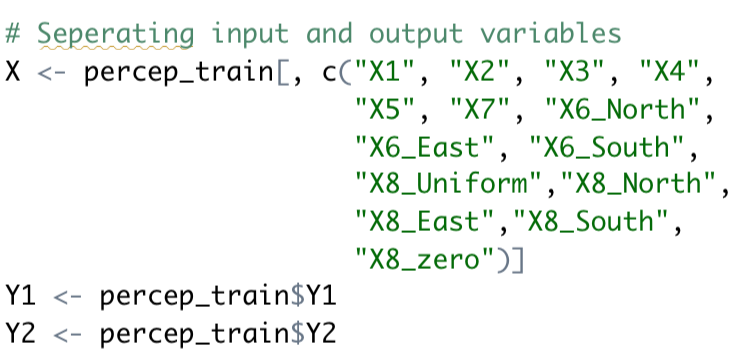 # Seperating input and output variables
X <- percep_train[, c("X1", "X2", "X3", "X4",
"X5", "X7", "X6_North",
"X6_East", "X6_South",
"X8_Uniform","X8_North",
"X8_East","X8_South",
"X8_zero")]
Y1 <- percep_train$Y1
Y2 <- percep_train$Y2